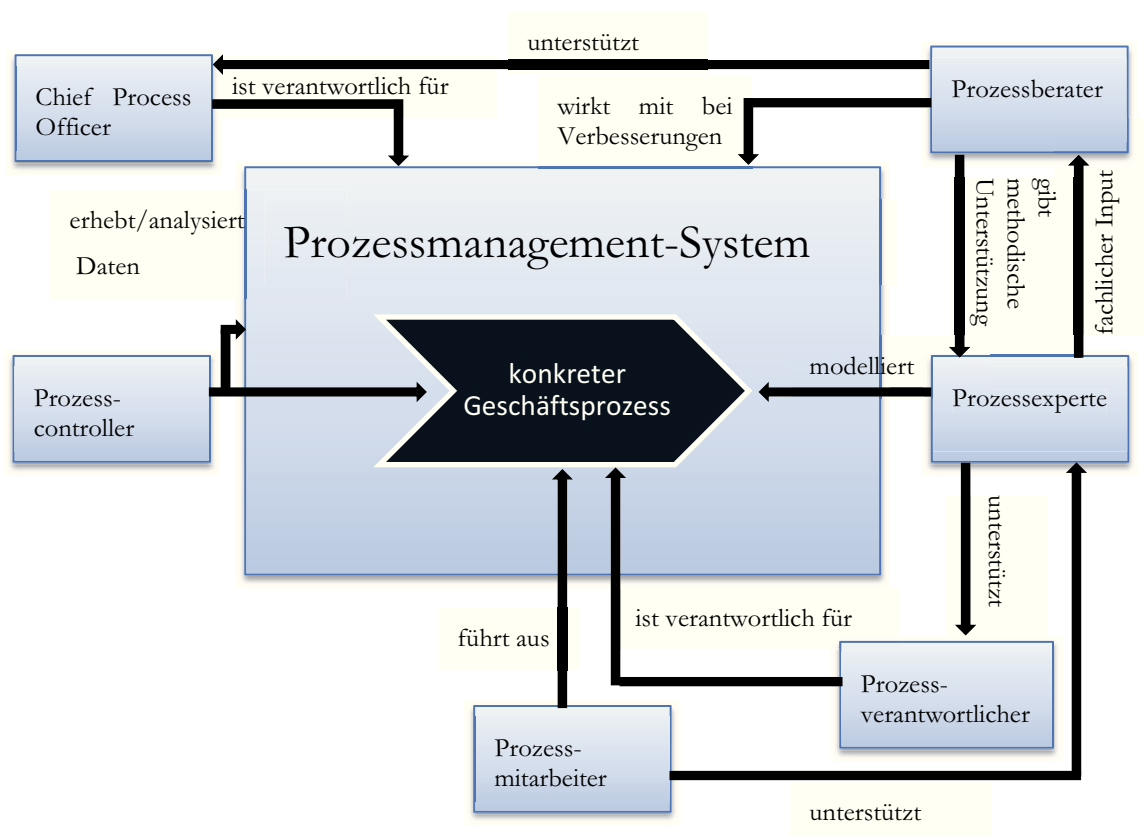 unterstützt
Chief Process
Officer
ist verantwortlich für
wirkt mit bei
Verbesserungen
Prozessberater
erhebt/analysiert
Daten
Prozessmanagement-System
gibt
methodische
Unterstützung
fachlicher Input
konkreter
Geschäftsprozess
modelliert
Prozess-
controller
Prozessexperte
unterstützt
führt aus
ist verantwortlich für
Prozess-
verantwortlicher
Prozess-
mitarbeiter
unterstützt